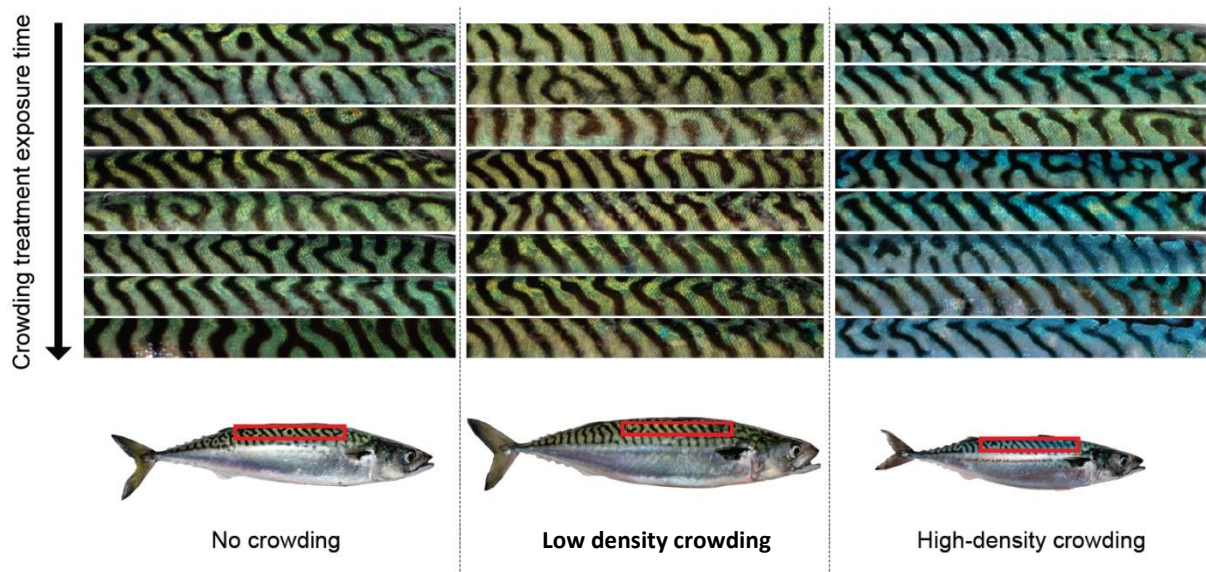 Crowding treatment exposure time
No crowding
Low density crowding
High-density crowding